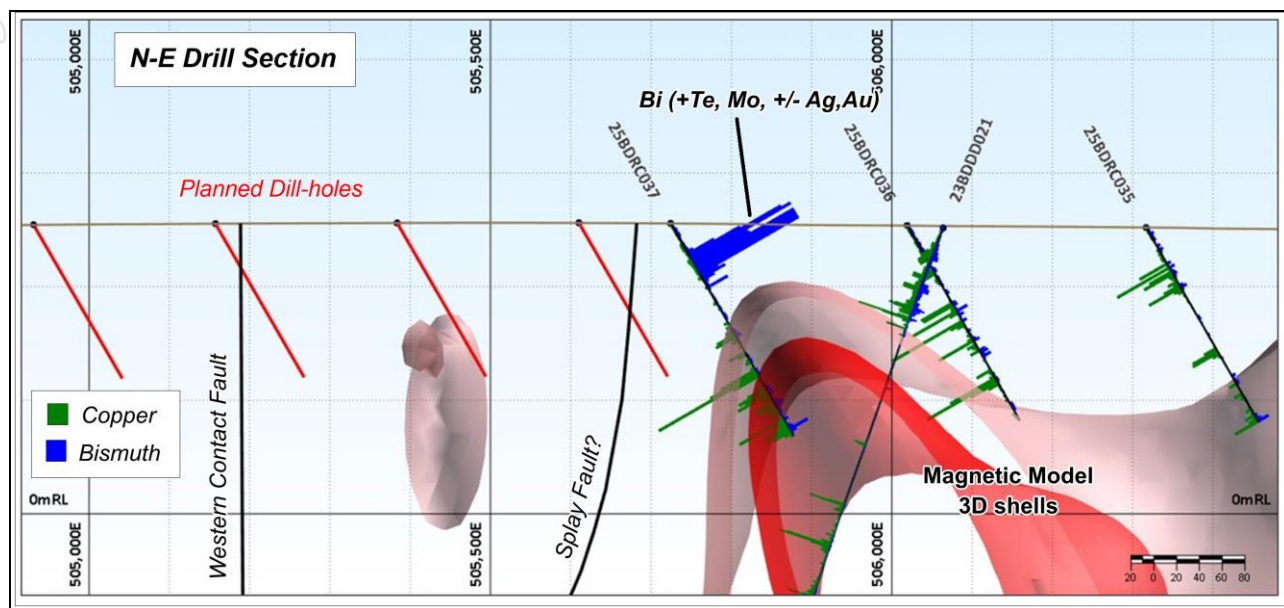 N-E Drill Section
505,000E
505,500E
506,000E
Bi (+Te, Mo, +/- Ag,Au)
Planned Dill-holes
25BDRC037
25BDRC036
23BDDD021
25BDRC035
Copper
Bismuth
Western Contact Fault
Splay Fault?
Magnetic Model
3D shells
0mRL
0mRL
505,000E
505,500E
506,000E
20 0 20 40 60 80